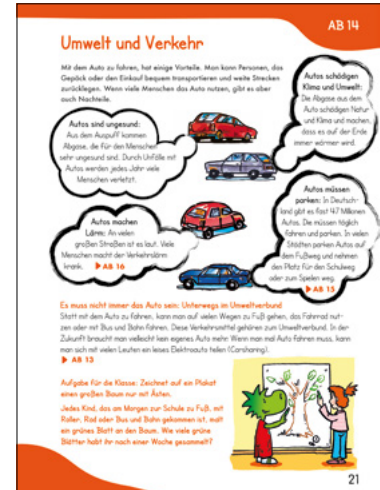 AB 14
Umwelt und Verkehr
Mit dem Auto zu fahren, hat einige Vorteile. Man kann Personen, das
Gepäck oder den Einkauf bequem transportieren und weite Strecken
zurücklegen. Wenn viele Menschen das Auto nutzen, gibt es aber
auch Nachteile.
Autos schädigen
Klima und Umwelt:
Die Abgase aus dem
Auto schädigen Natur
und Klima und machen,
dass es auf der Erde
immer wärmer wird.
Autos sind ungesund:
Aus dem Auspuff kommen
Abgase, die für den Menschen
sehr ungesund sind. Durch Unfälle mit
Autos werden jedes Jahr viele
Menschen verletzt.
Autos müssen
parken: In Deutsch-
land gibt es fast 47 Millionen
Autos. Die müssen täglich
fahren und parken. In vielen
Städten parken Autos auf
dem Fußweg und nehmen
den Platz für den Schulweg
oder zum Spielen weg.
AB 15
Autos machen
Lärm: An vielen
großen Straßen ist es laut. Viele
Menschen macht der Verkehrslärm
krank. AB 16
Es muss nicht immer das Auto sein: Unterwegs im Umweltverbund
Statt mit dem Auto zu fahren, kann man auf vielen Wegen zu Fuß gehen, das Fahrrad nut-
zen oder mit Bus und Bahn fahren. Diese Verkehrsmittel gehören zum Umweltverbund. In der
Zukunft braucht man vielleicht kein eigenes Auto mehr. Wenn man mal Auto fahren muss, kann
man sich mit vielen Leuten ein leises Elektroauto teilen (Carsharing).
AB 13
Aufgabe für die Klasse: Zeichnet auf ein Plakat
einen großen Baum nur mit Ästen.
Jedes Kind, das am Morgen zur Schule zu Fuß, mit
Roller, Rad oder Bus und Bahn gekommen ist, malt
ein grünes Blatt an den Baum. Wie viele grüne
Blätter habt ihr nach einer Woche gesammelt?
21